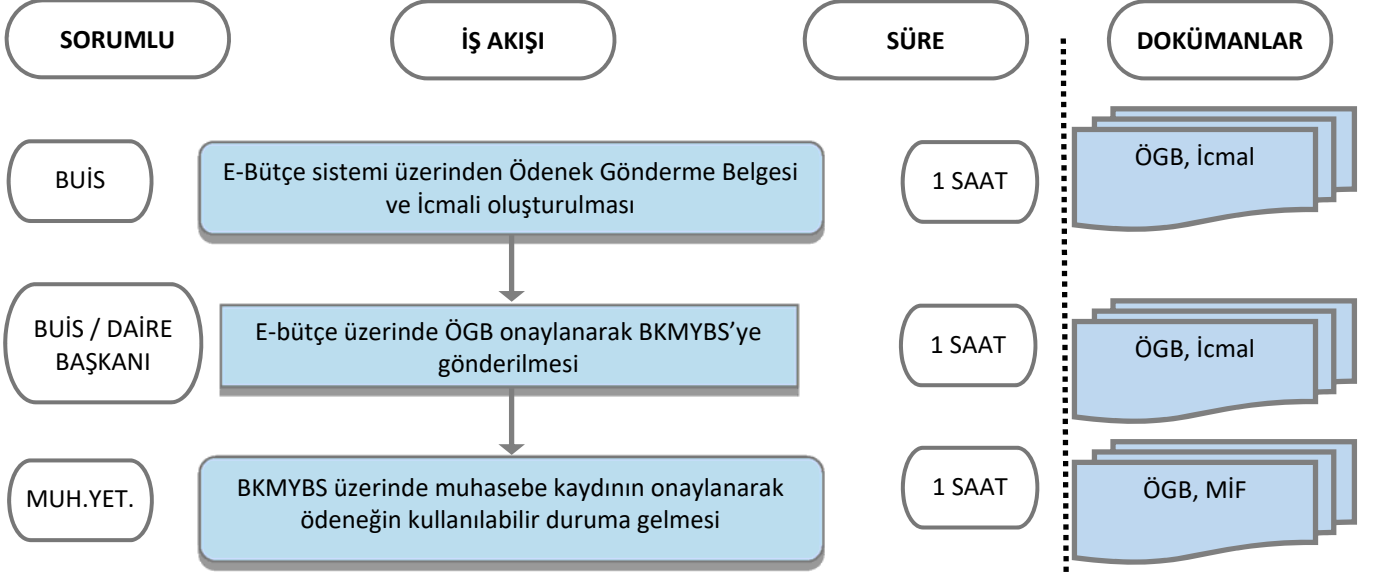 SORUMLU
İŞ AKIŞI
SÜRE
DOKÜMANLAR
BUİS
E-Bütçe sistemi üzerinden Ödenek Gönderme Belgesi
ve İcmali oluşturulması
1 SAAT
ÖGB, İcmal
BUİS / DAİRE
BAŞKANI
E-bütçe üzerinde ÖGB onaylanarak BKMYBS’ye
gönderilmesi
1 SAAT
ÖGB, İcmal
MUH.YET.
BKMYBS üzerinde muhasebe kaydının onaylanarak
ödeneğin kullanılabilir duruma gelmesi
1 SAAT
ÖGB, MİF